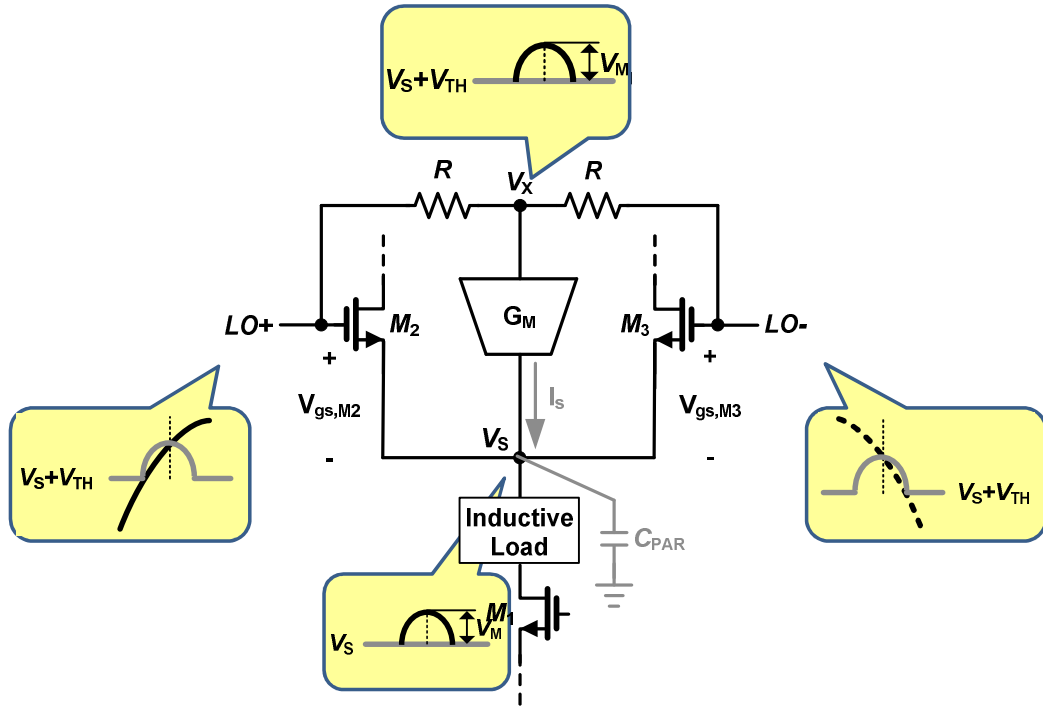 VS+VTH
VM
R
VX
R
LO+
M2
GM
M3
LO-
+
Vgs,M2
-
Is
+
Vgs,M3
-
VS
VS+VTH
VS+VTH
Inductive
Load
CPAR
M1
VS
VM